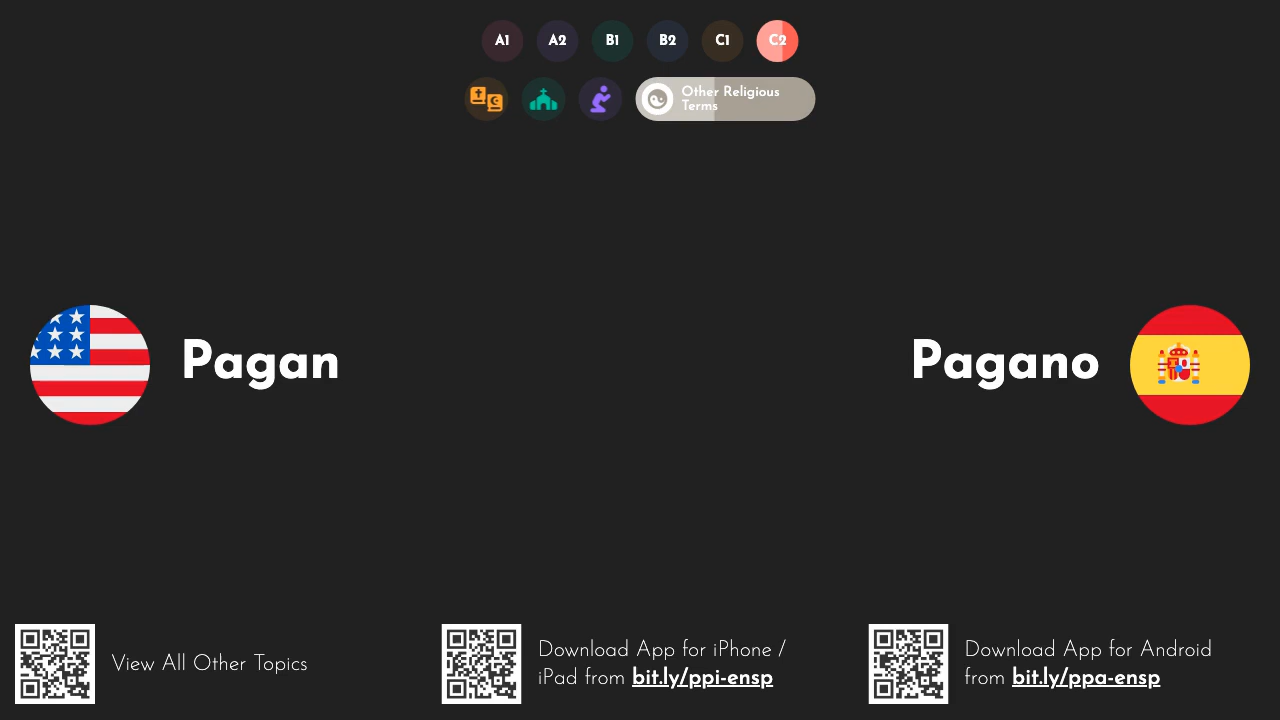 A1 A2 B1 B2 C1 C2
Other Religious
Terms
Pagan
Pagano
View All Other Topics
Download App for iPhone /
iPad from bit.ly/ppi-ensp
Download App for Android
from bit.ly/ppa-ensp